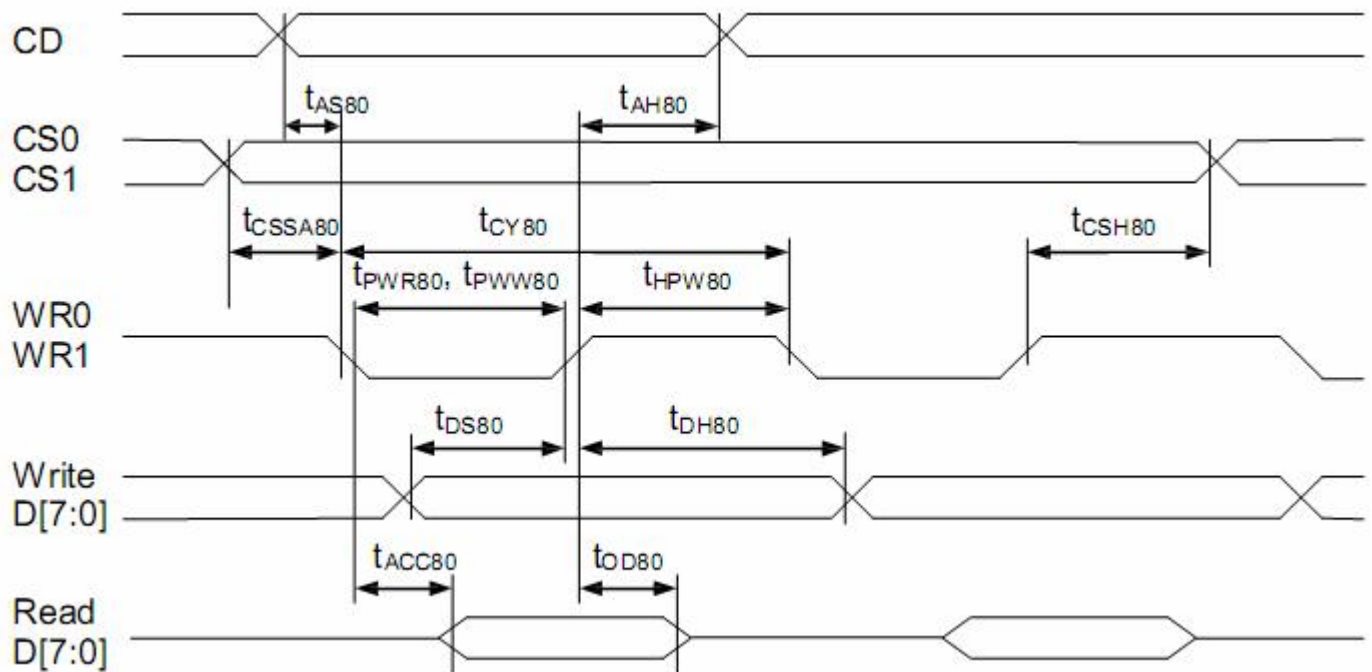 CD
tAS80
tAH80
CS0
CS1
tCSSA80
tCY80
tCSH80
tPWR80, tPWW80
tHPW80
WR0
WR1
tDS80
tDH80
Write
D[7:0]
tACC80
tOD80
Read
D[7:0]